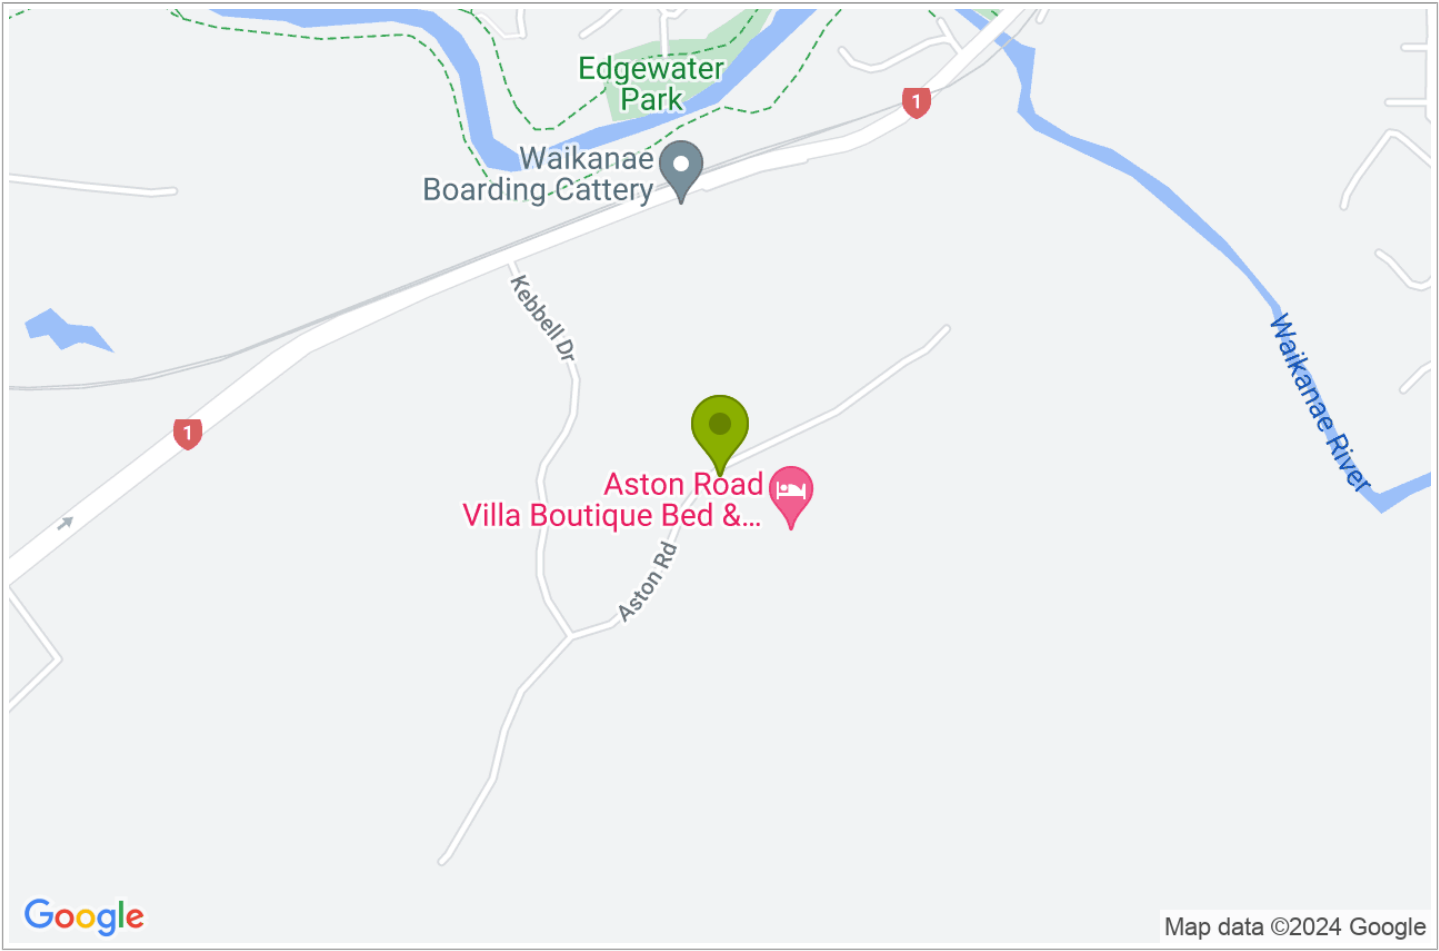 Edgewater
Park
1
Waikanae
Boarding Cattery
Kebbell Dr
Waikanae River
1
Aston Road
Villa Boutique Bed &...
Aston Rd
Google
Map data ©2024 Google